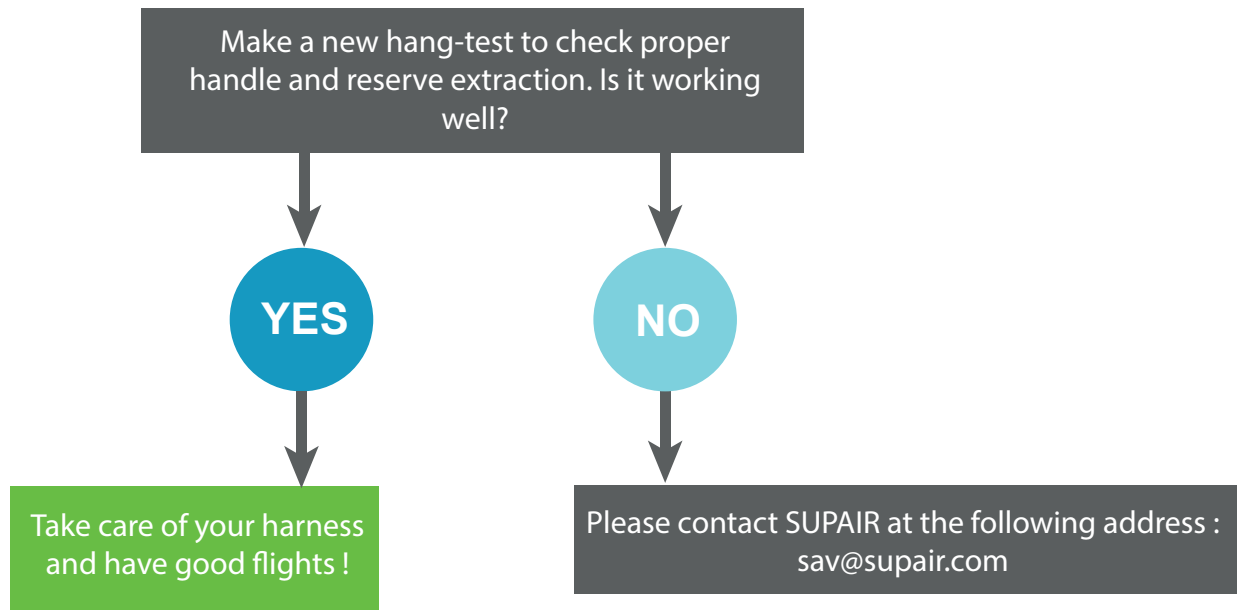 Make a new hang-test to check proper
handle and reserve extraction. Is it working
well?
YES
NO
Take care of your harness
and have good flights !
Please contact SUPAIR at the following address :
sav@supair.com